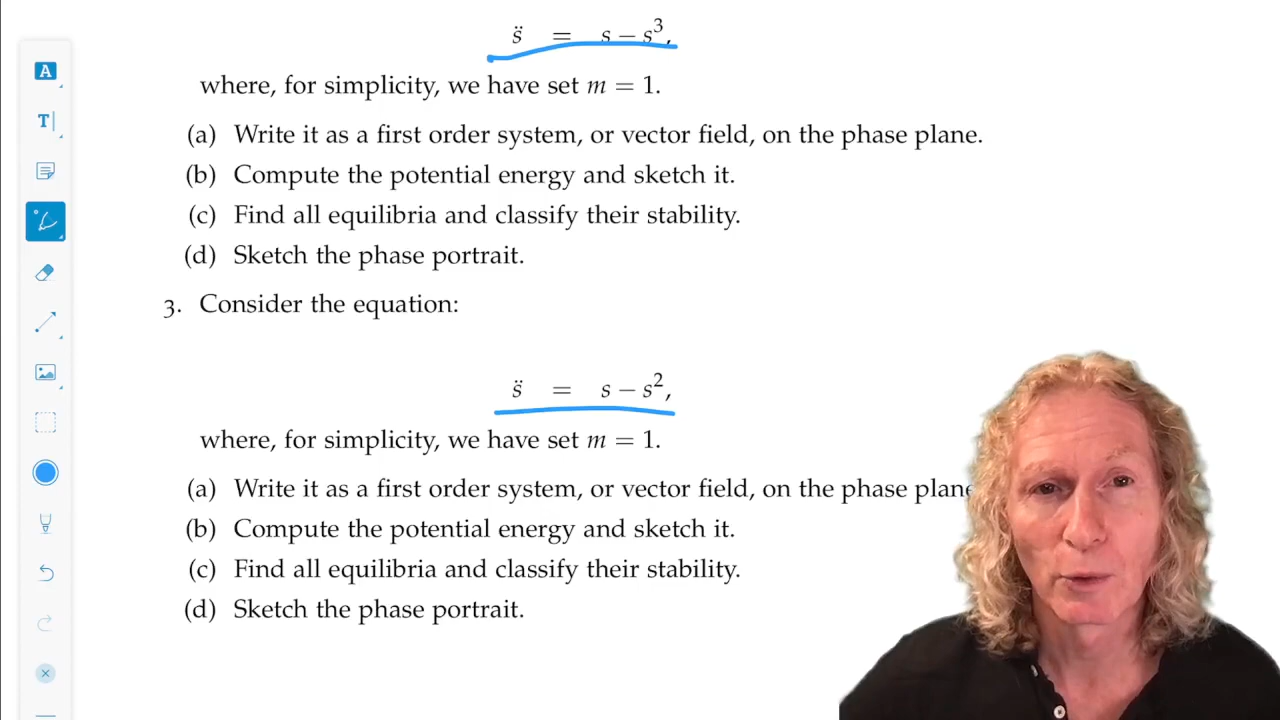 s̈ = s − s³,
where, for simplicity, we have set m = 1.
(a) Write it as a first order system, or vector field, on the phase plane.
(b) Compute the potential energy and sketch it.
(c) Find all equilibria and classify their stability.
(d) Sketch the phase portrait.
3. Consider the equation:
s̈ = s − s²,
where, for simplicity, we have set m = 1.
(a) Write it as a first order system, or vector field, on the phase plane
(b) Compute the potential energy and sketch it.
(c) Find all equilibria and classify their stability.
(d) Sketch the phase portrait.
A
T